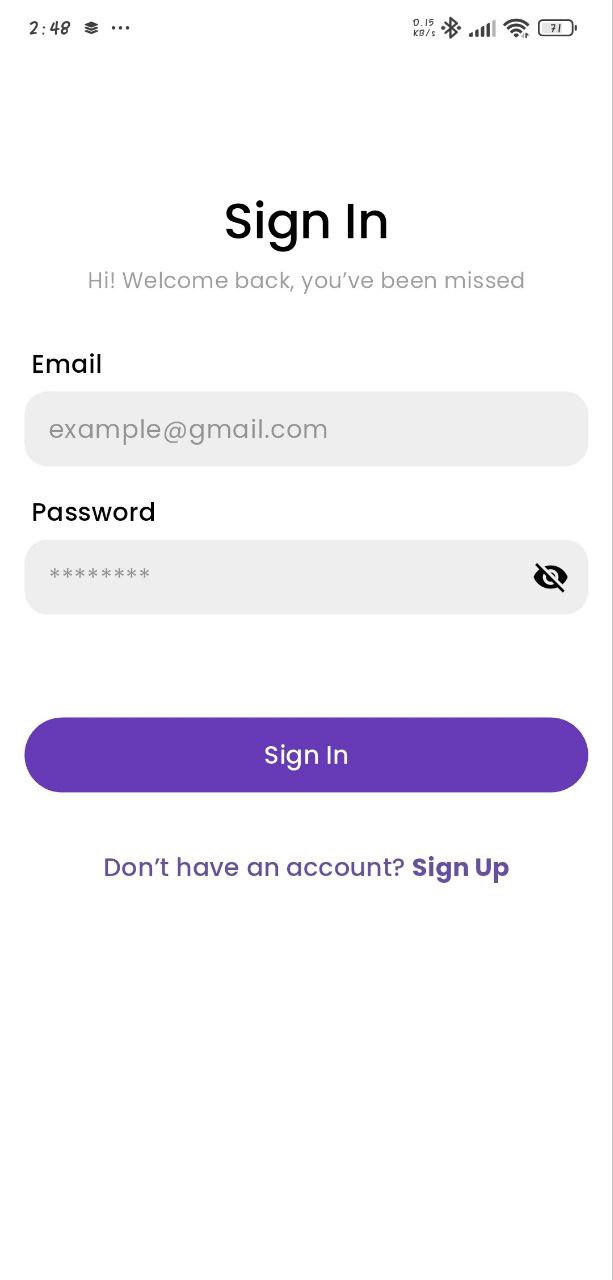 2:48 ... 0.15
KB/s 71
Sign In
Hi! Welcome back, you’ve been missed
Email
example@gmail.com
Password
********
Sign In
Don’t have an account? Sign Up